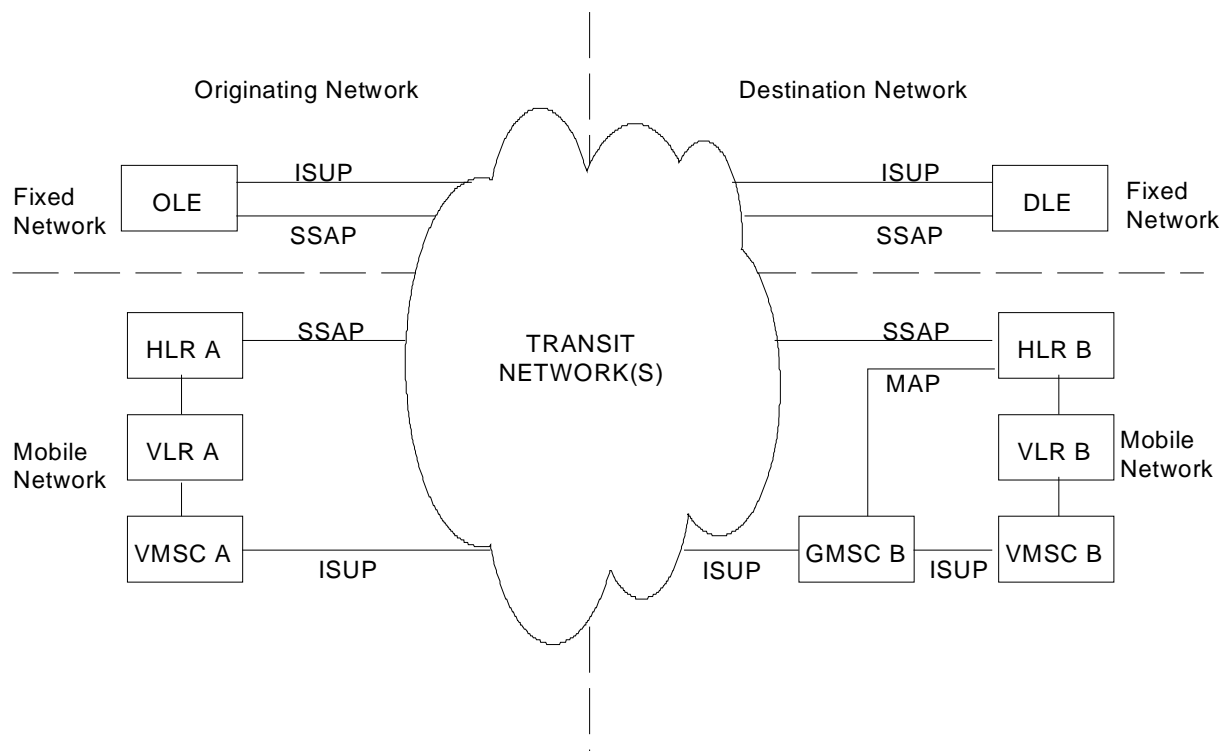 Originating Network
Destination Network
ISUP
ISUP
Fixed
Network
OLE
DLE
Fixed
Network
SSAP
SSAP
SSAP
SSAP
HLR A
TRANSIT
NETWORK(S)
HLR B
MAP
Mobile
Network
VLR A
VLR B
Mobile
Network
VMSC A
GMSC B
VMSC B
ISUP
ISUP
ISUP